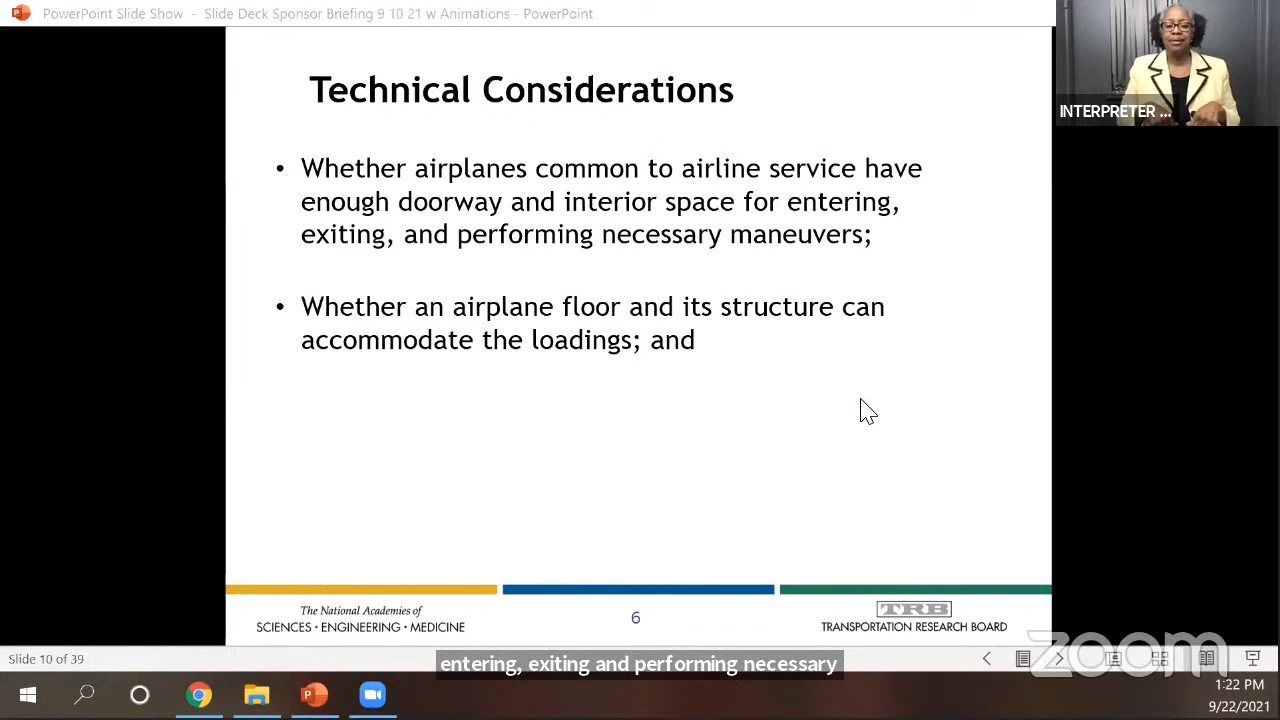 PowerPoint Slide Show - Slide Deck Sponsor Briefing 9 10 21 w Animations - PowerPoint
INTERPRETER ...
Technical Considerations
• Whether airplanes common to airline service have
enough doorway and interior space for entering,
exiting, and performing necessary maneuvers;
• Whether an airplane floor and its structure can
accommodate the loadings; and
The National Academies of
SCIENCES • ENGINEERING • MEDICINE
6
TRB
TRANSPORTATION RESEARCH BOARD
Slide 10 of 39
entering, exiting and performing necessary
zoom
1:22 PM
9/22/2021